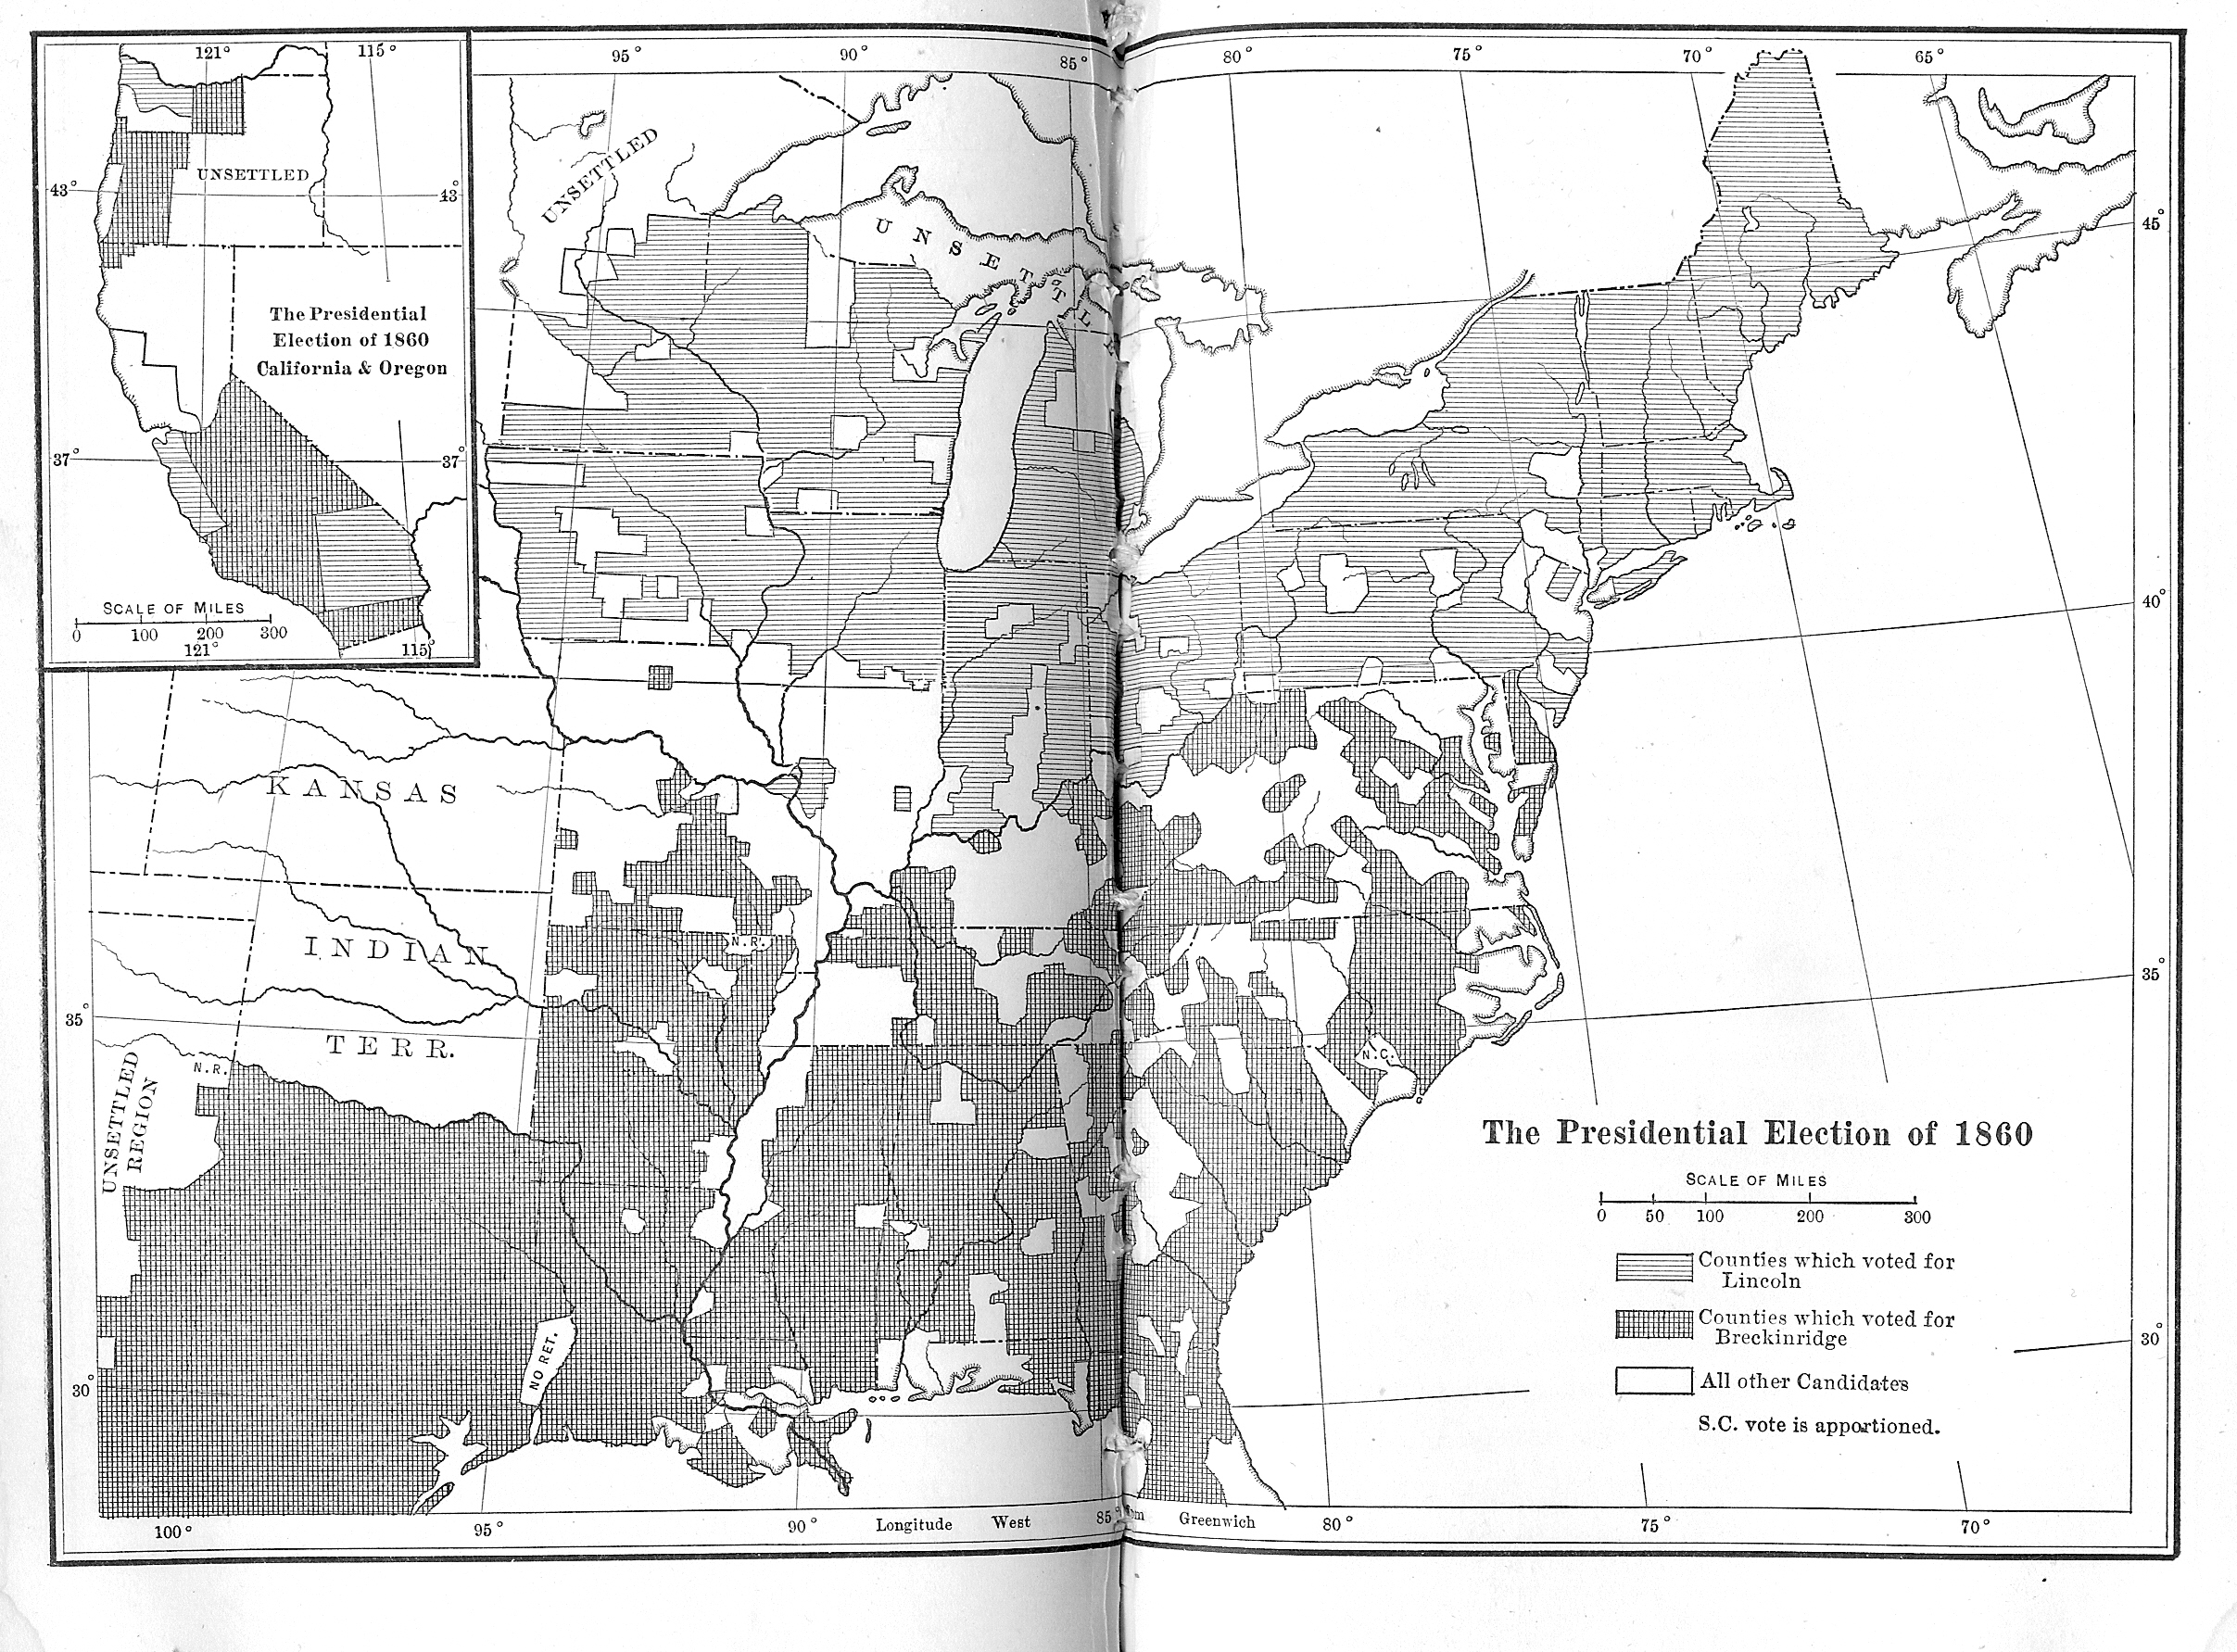 121°
115°
43°
43°
UNSETTLED
The Presidential
Election of 1860
California & Oregon
37°
37°
SCALE OF MILES
0 100 200 300
121°
115°
95°
90°
85°
80°
75°
70°
65°
UNSETTLED
UNSETTLE
45°
40°
35°
30°
KANSAS
INDIAN
TERR.
N.R.
N.R.
N.C.
35°
UNSETTLED
REGION
30°
NO RET.
The Presidential Election of 1860
SCALE OF MILES
0 50 100 200 300
Counties which voted for
Lincoln
Counties which voted for
Breckinridge
All other Candidates
S.C. vote is apportioned.
100° 95° 90° Longitude West 85° Greenwich 80° 75° 70°